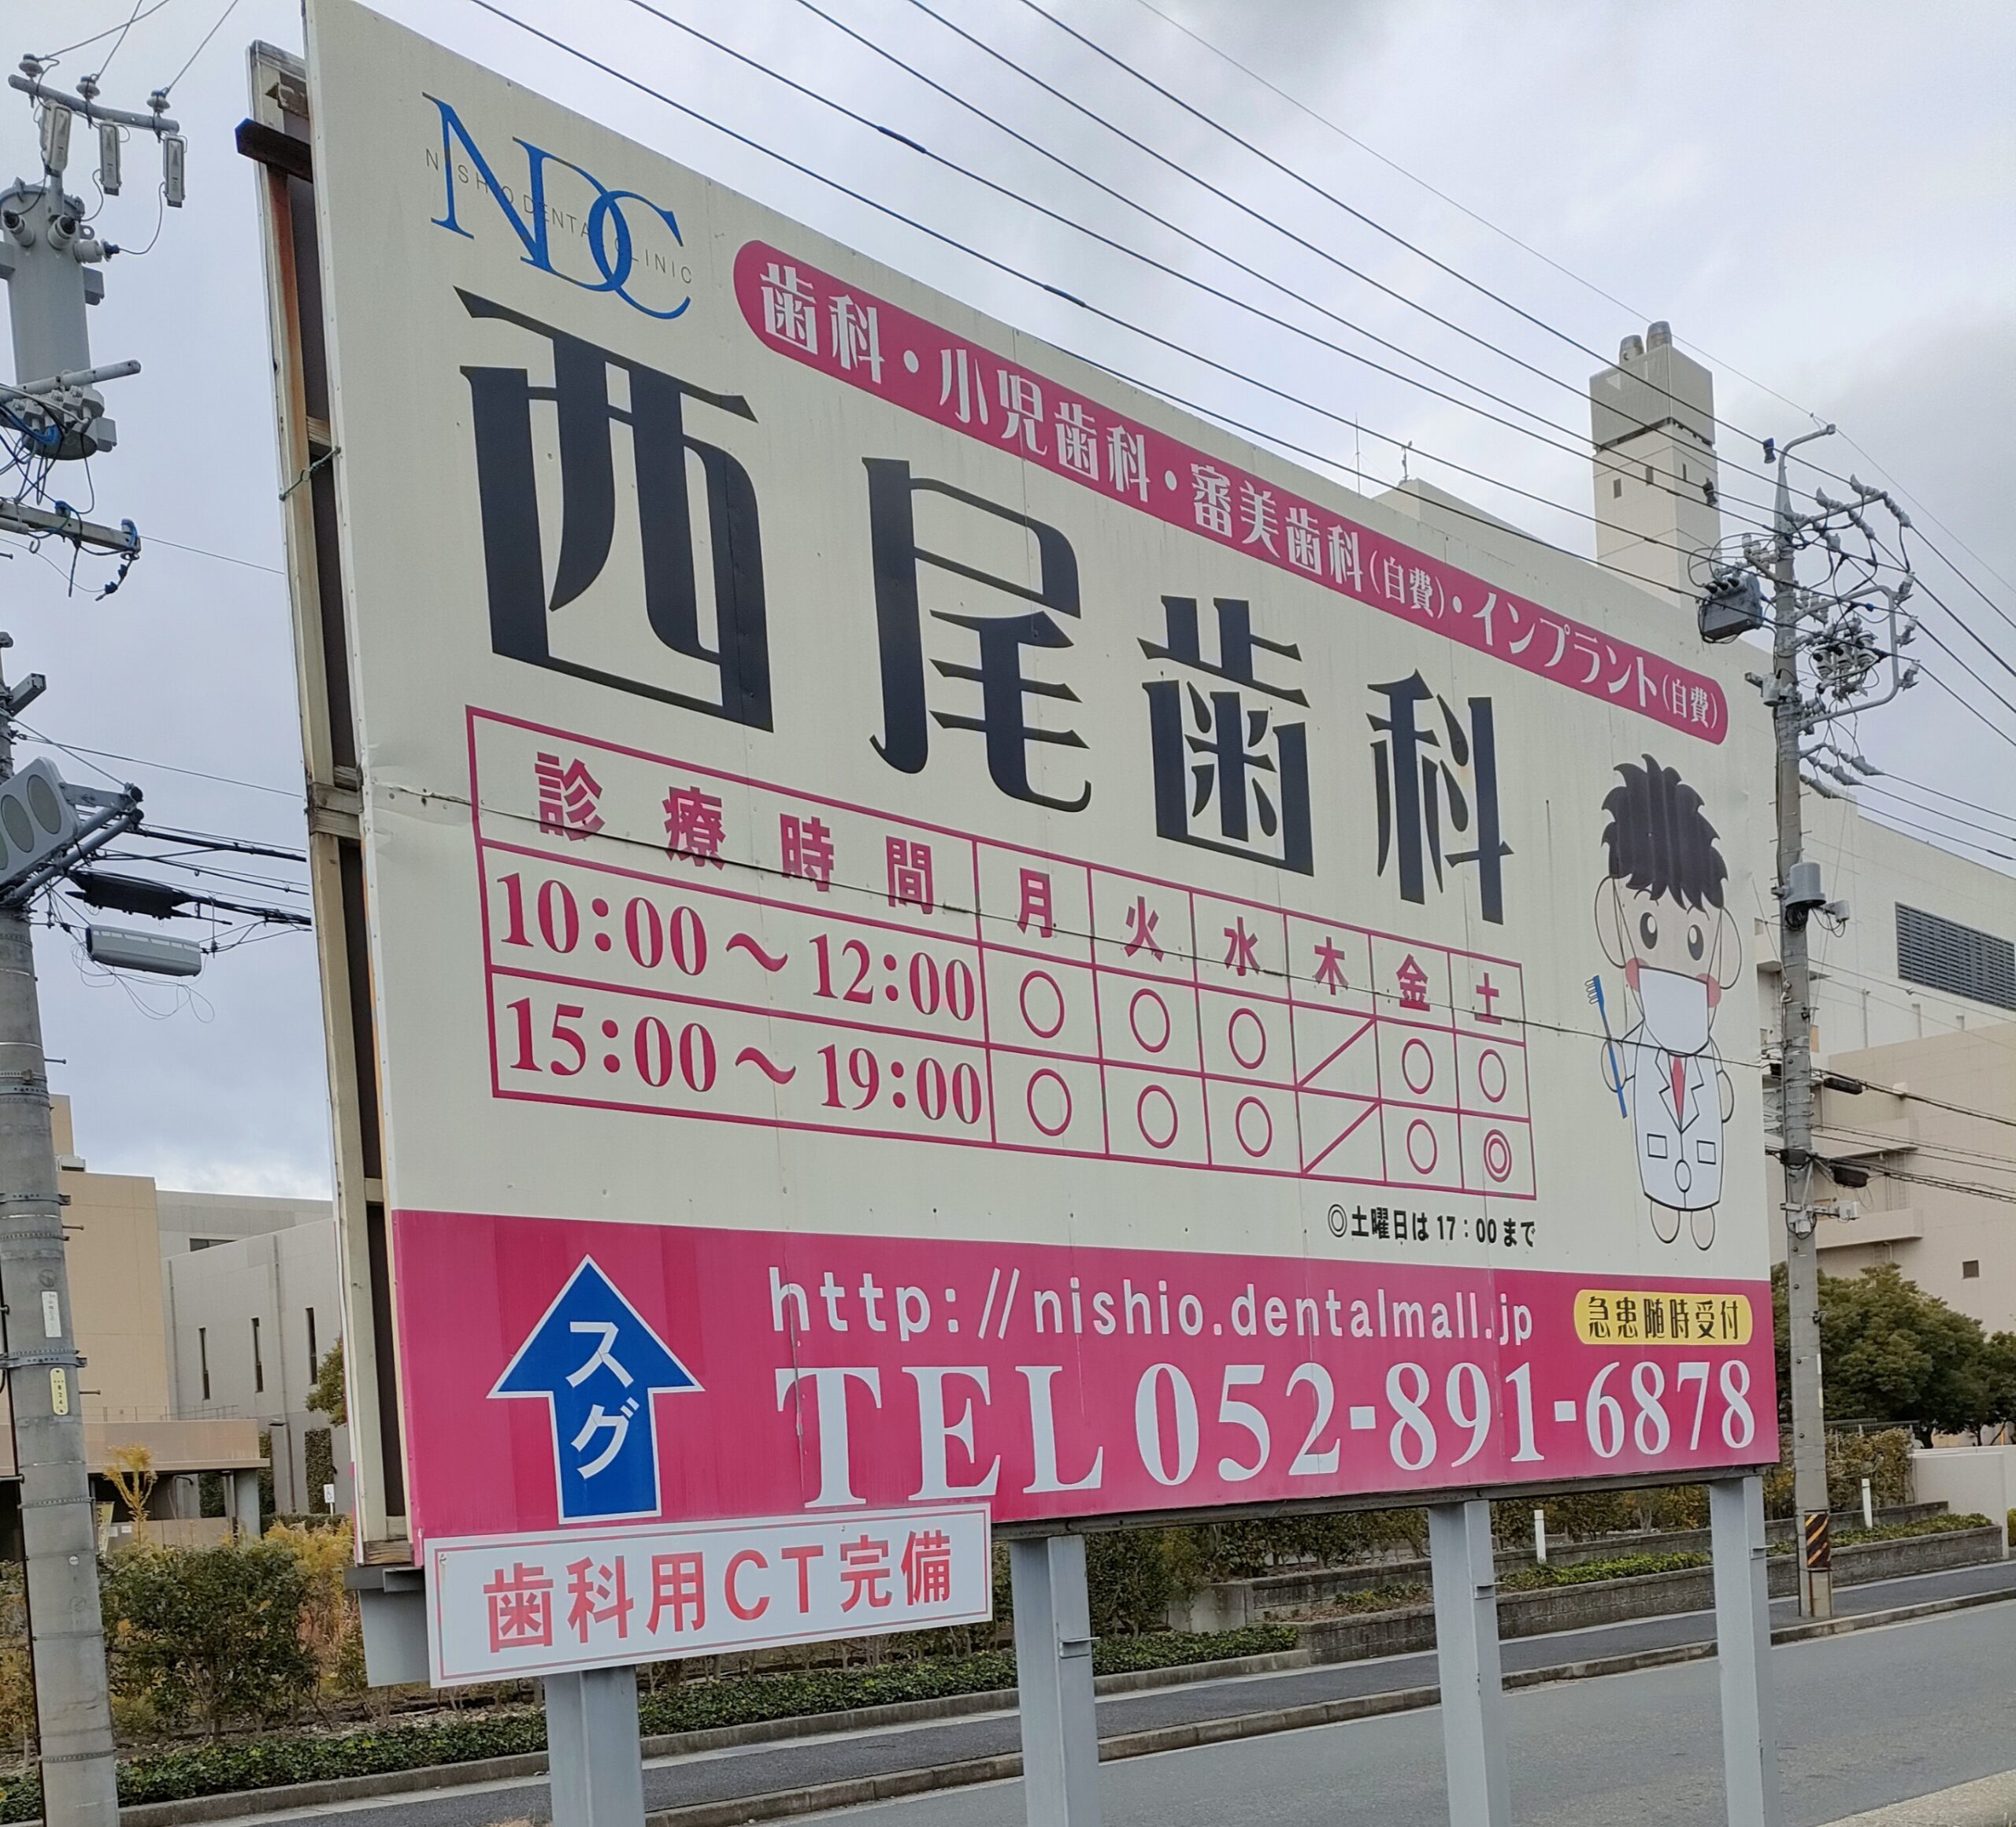 NDC
NISHIO DENTAL CLINIC
歯科・小児歯科・審美歯科(自費)・インプラント(自費)
西尾歯科
診療時間 月 火 水 木 金 土
10:00～12:00 ○ ○ ○ ／ ○ ○
15:00～19:00 ○ ○ ○ ／ ○ ◎
◎土曜日は17:00まで
スグ
http://nishio.dentalmall.jp
急患随時受付
TEL 052-891-6878
歯科用CT完備